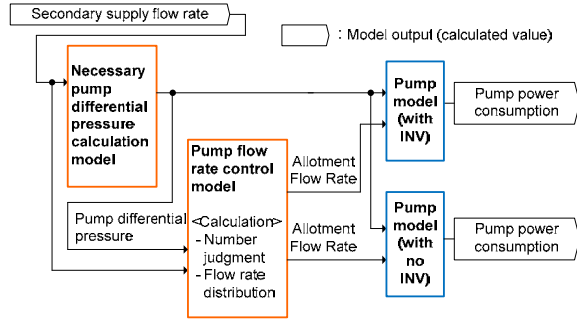 Secondary supply flow rate
: Model output (calculated value)
Necessary
pump
differential
pressure
calculation
model
Pump
model
(with
INV)
Pump power
consumption
Pump flow
rate control
model
<Calculation>
- Number
judgment
- Flow rate
distribution
Allotment
Flow Rate
Pump differential
pressure
Allotment
Flow Rate
Pump
model
(with
no
INV)
Pump power
consumption